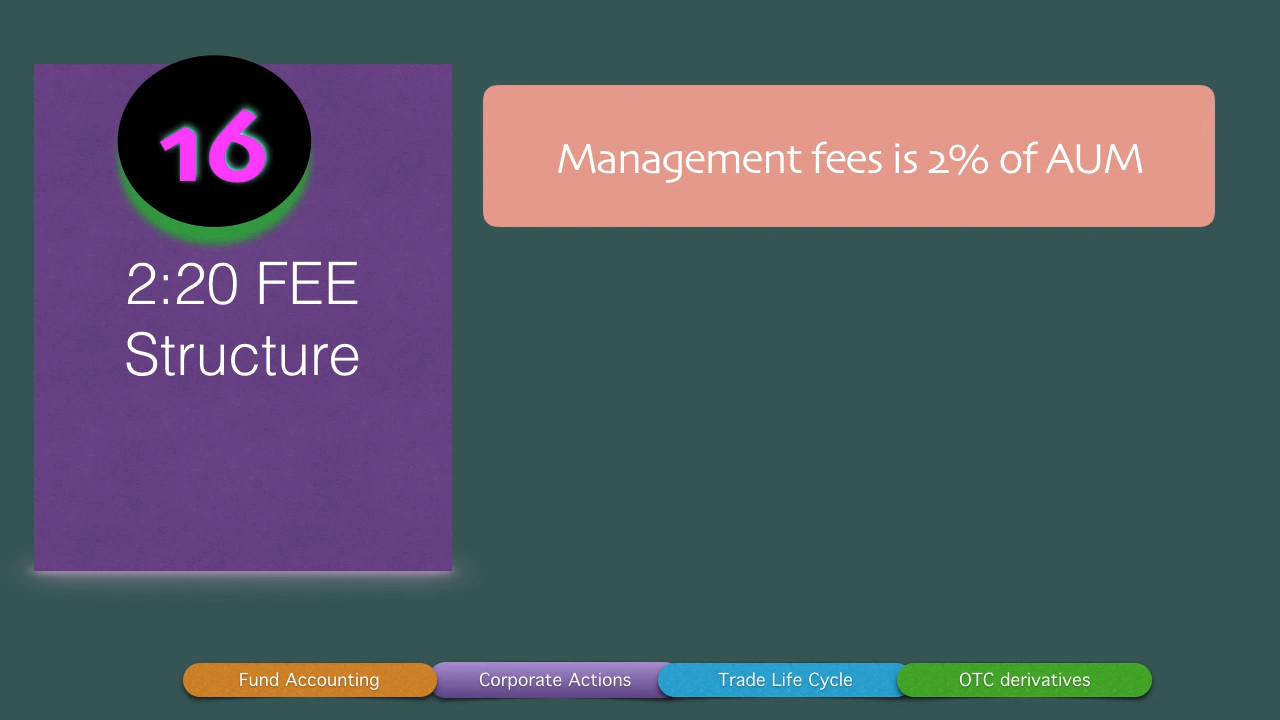 16
2:20 FEE
Structure
Management fees is 2% of AUM
Fund Accounting
Corporate Actions
Trade Life Cycle
OTC derivatives